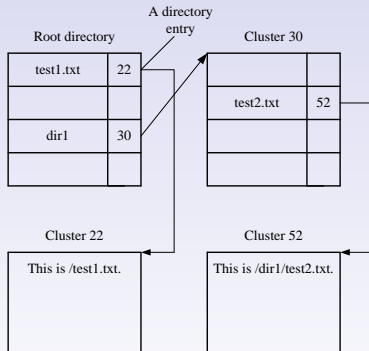 A directory
entry
Root directory
Cluster 30
test1.txt 22
test2.txt 52
dir1 30
Cluster 22
Cluster 52
This is /test1.txt.
This is /dir1/test2.txt.